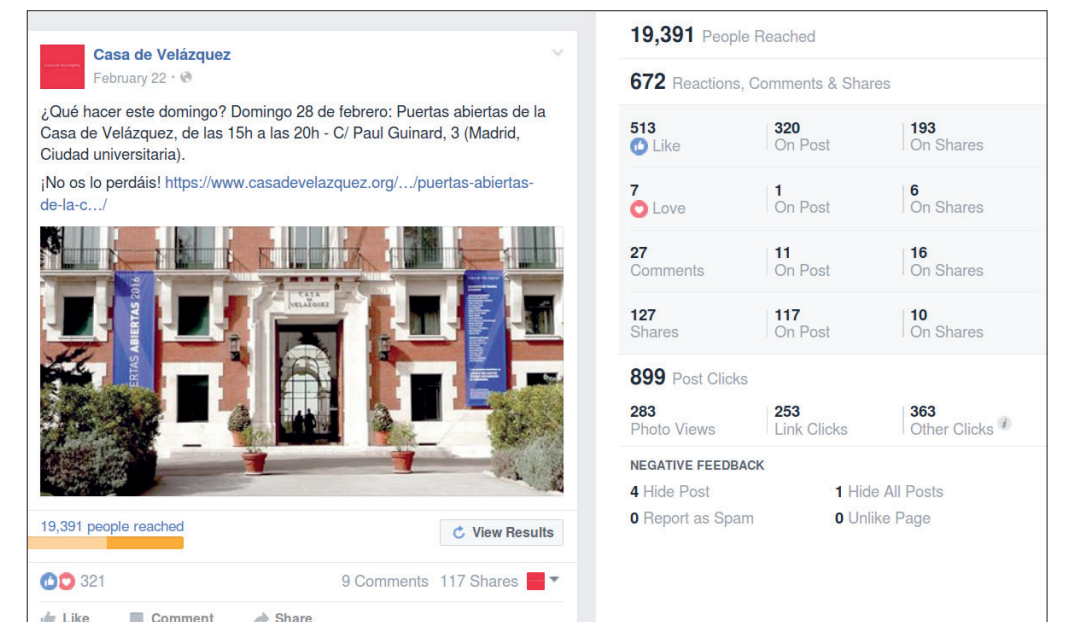 Casa de Velázquez
February 22 ·
¿Qué hacer este domingo? Domingo 28 de febrero: Puertas abiertas de la
Casa de Velázquez, de las 15h a las 20h - C/ Paul Guinard, 3 (Madrid,
Ciudad universitaria).
¡No os lo perdáis! https://www.casadevelazquez.org/…/puertas-abiertas-
de-la-c…/
PUERTAS ABIERTAS 2016
CASA
DE
VELAZQUEZ
19,391 people reached
View Results
321
9 Comments 117 Shares
Like Comment Share
19,391 People Reached
672 Reactions, Comments & Shares
513 320 193
Like On Post On Shares
7 1 6
Love On Post On Shares
27 11 16
Comments On Post On Shares
127 117 10
Shares On Post On Shares
899 Post Clicks
283 253 363
Photo Views Link Clicks Other Clicks i
NEGATIVE FEEDBACK
4 Hide Post 1 Hide All Posts
0 Report as Spam 0 Unlike Page